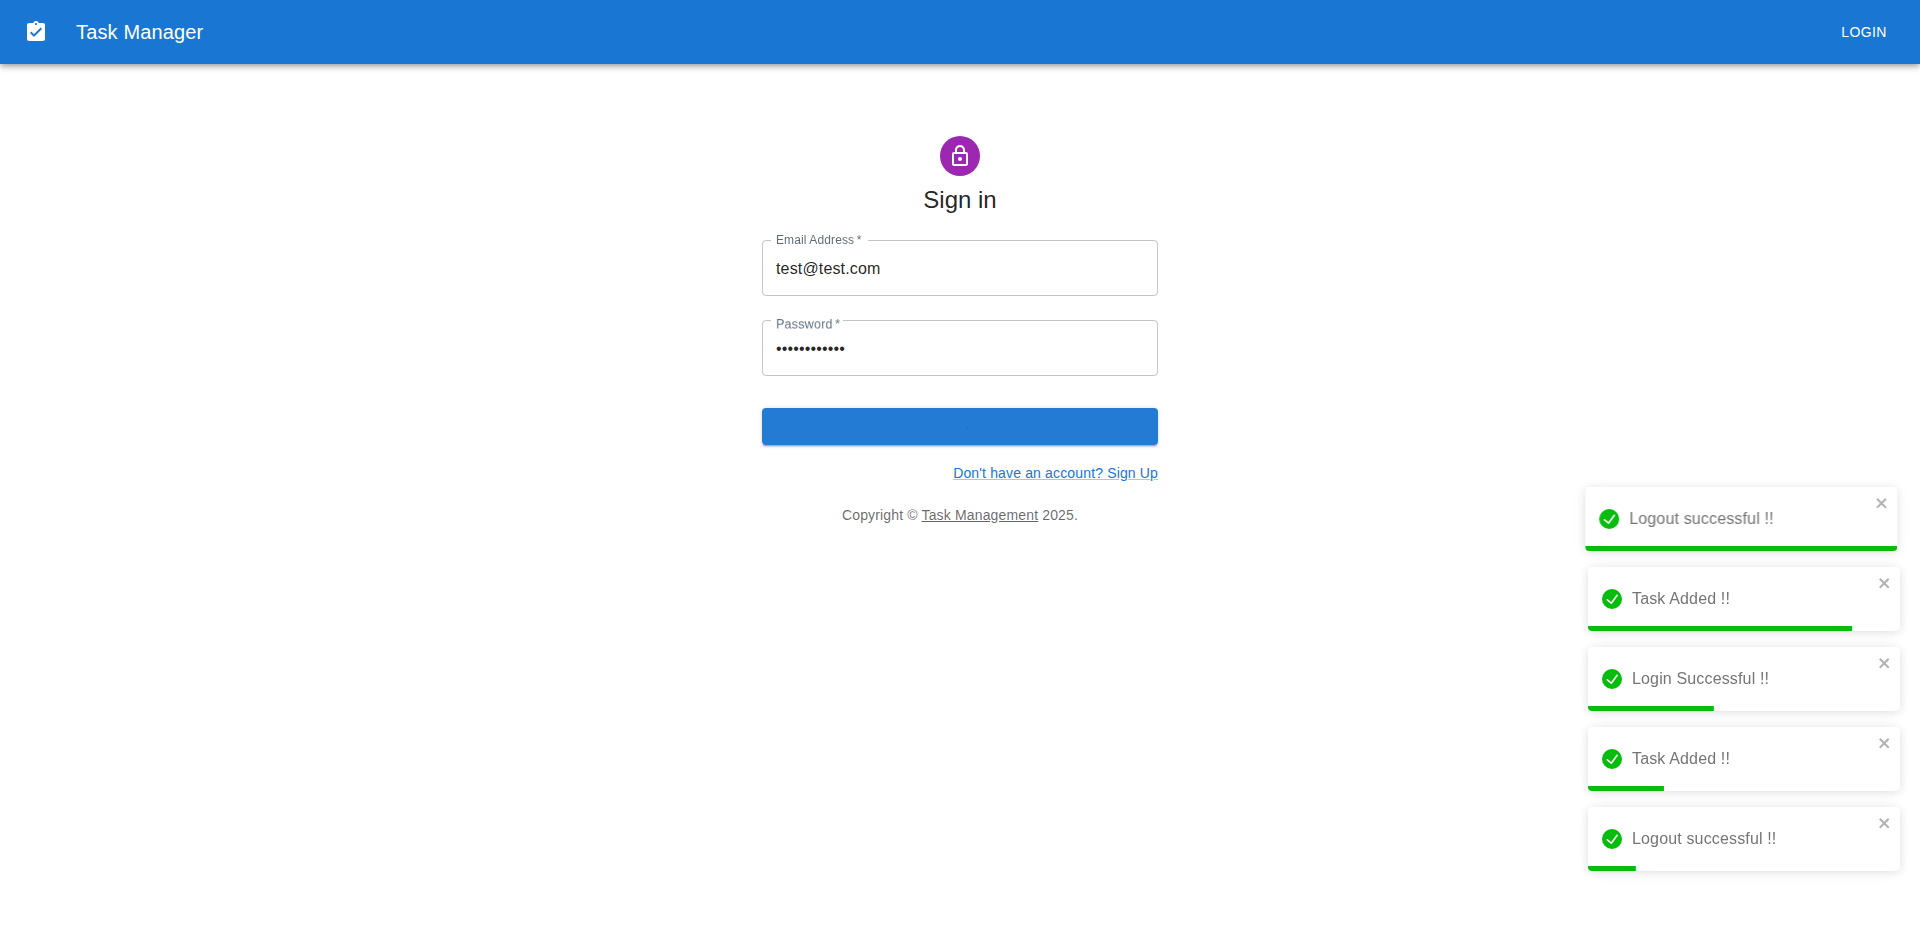 Task Manager
LOGIN
Sign in
Email Address *
test@test.com
Password *
••••••••••••
Don't have an account? Sign Up
Copyright © Task Management 2025.
Logout successful !!
Task Added !!
Login Successful !!
Task Added !!
Logout successful !!